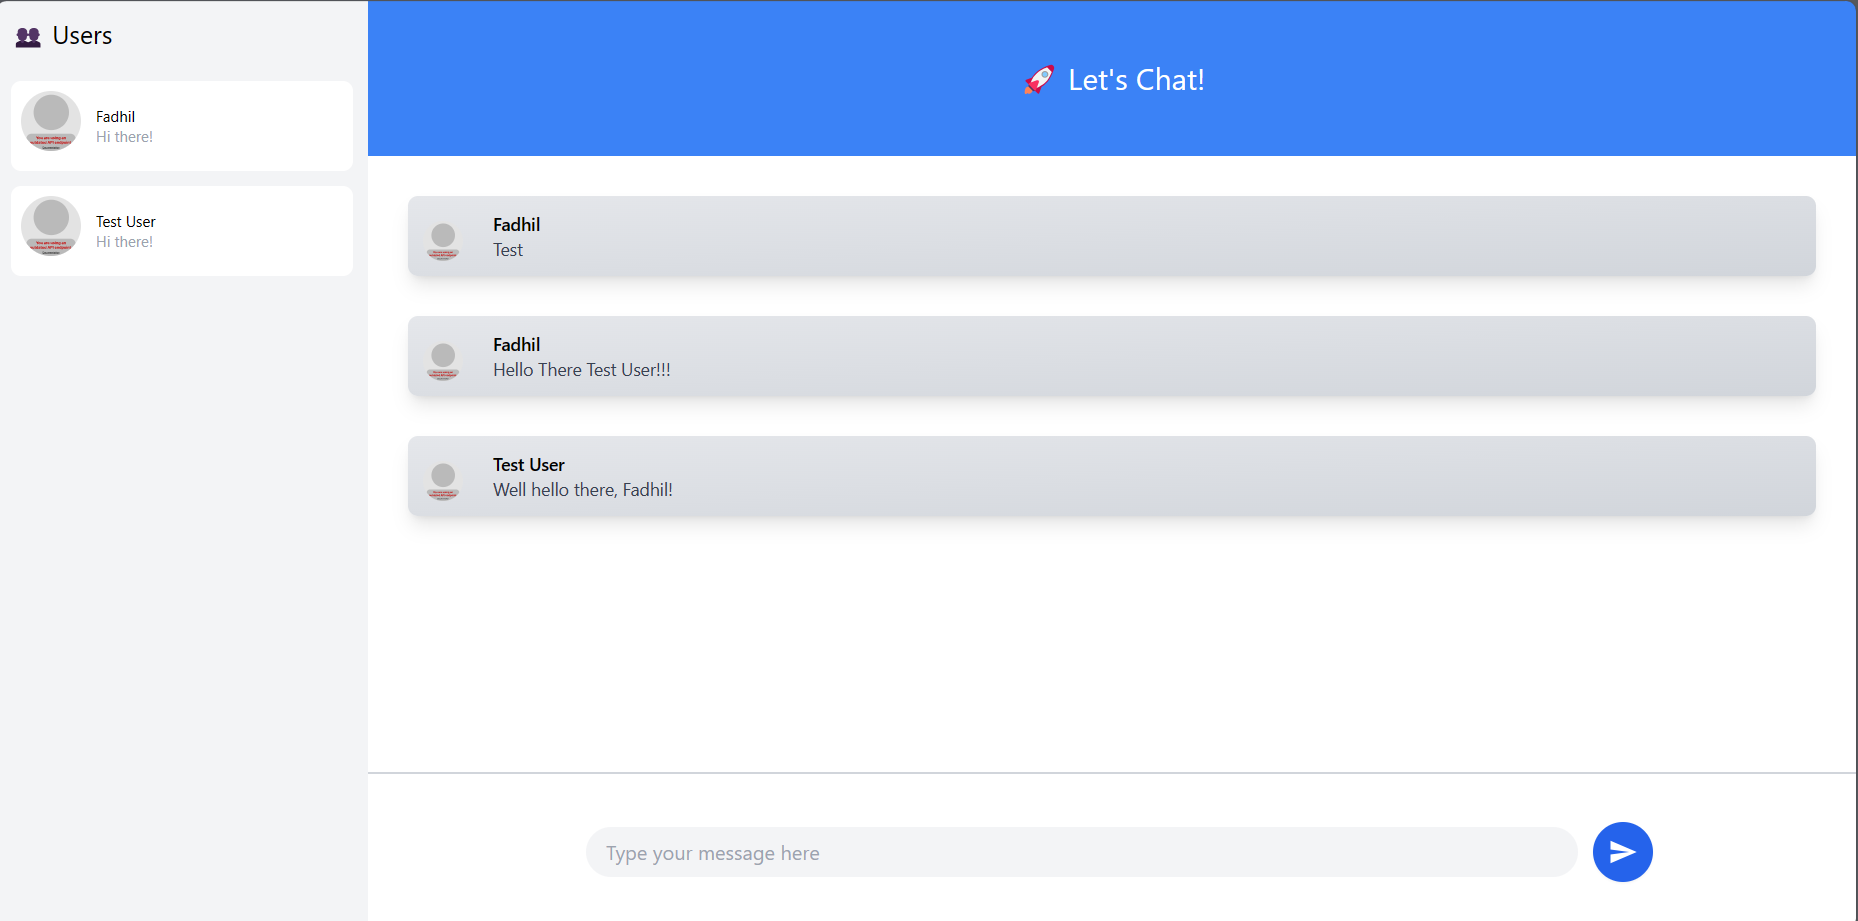 Users
Fadhil
Hi there!
Test User
Hi there!
Let's Chat!
Fadhil
Test
Fadhil
Hello There Test User!!!
Test User
Well hello there, Fadhil!
Type your message here